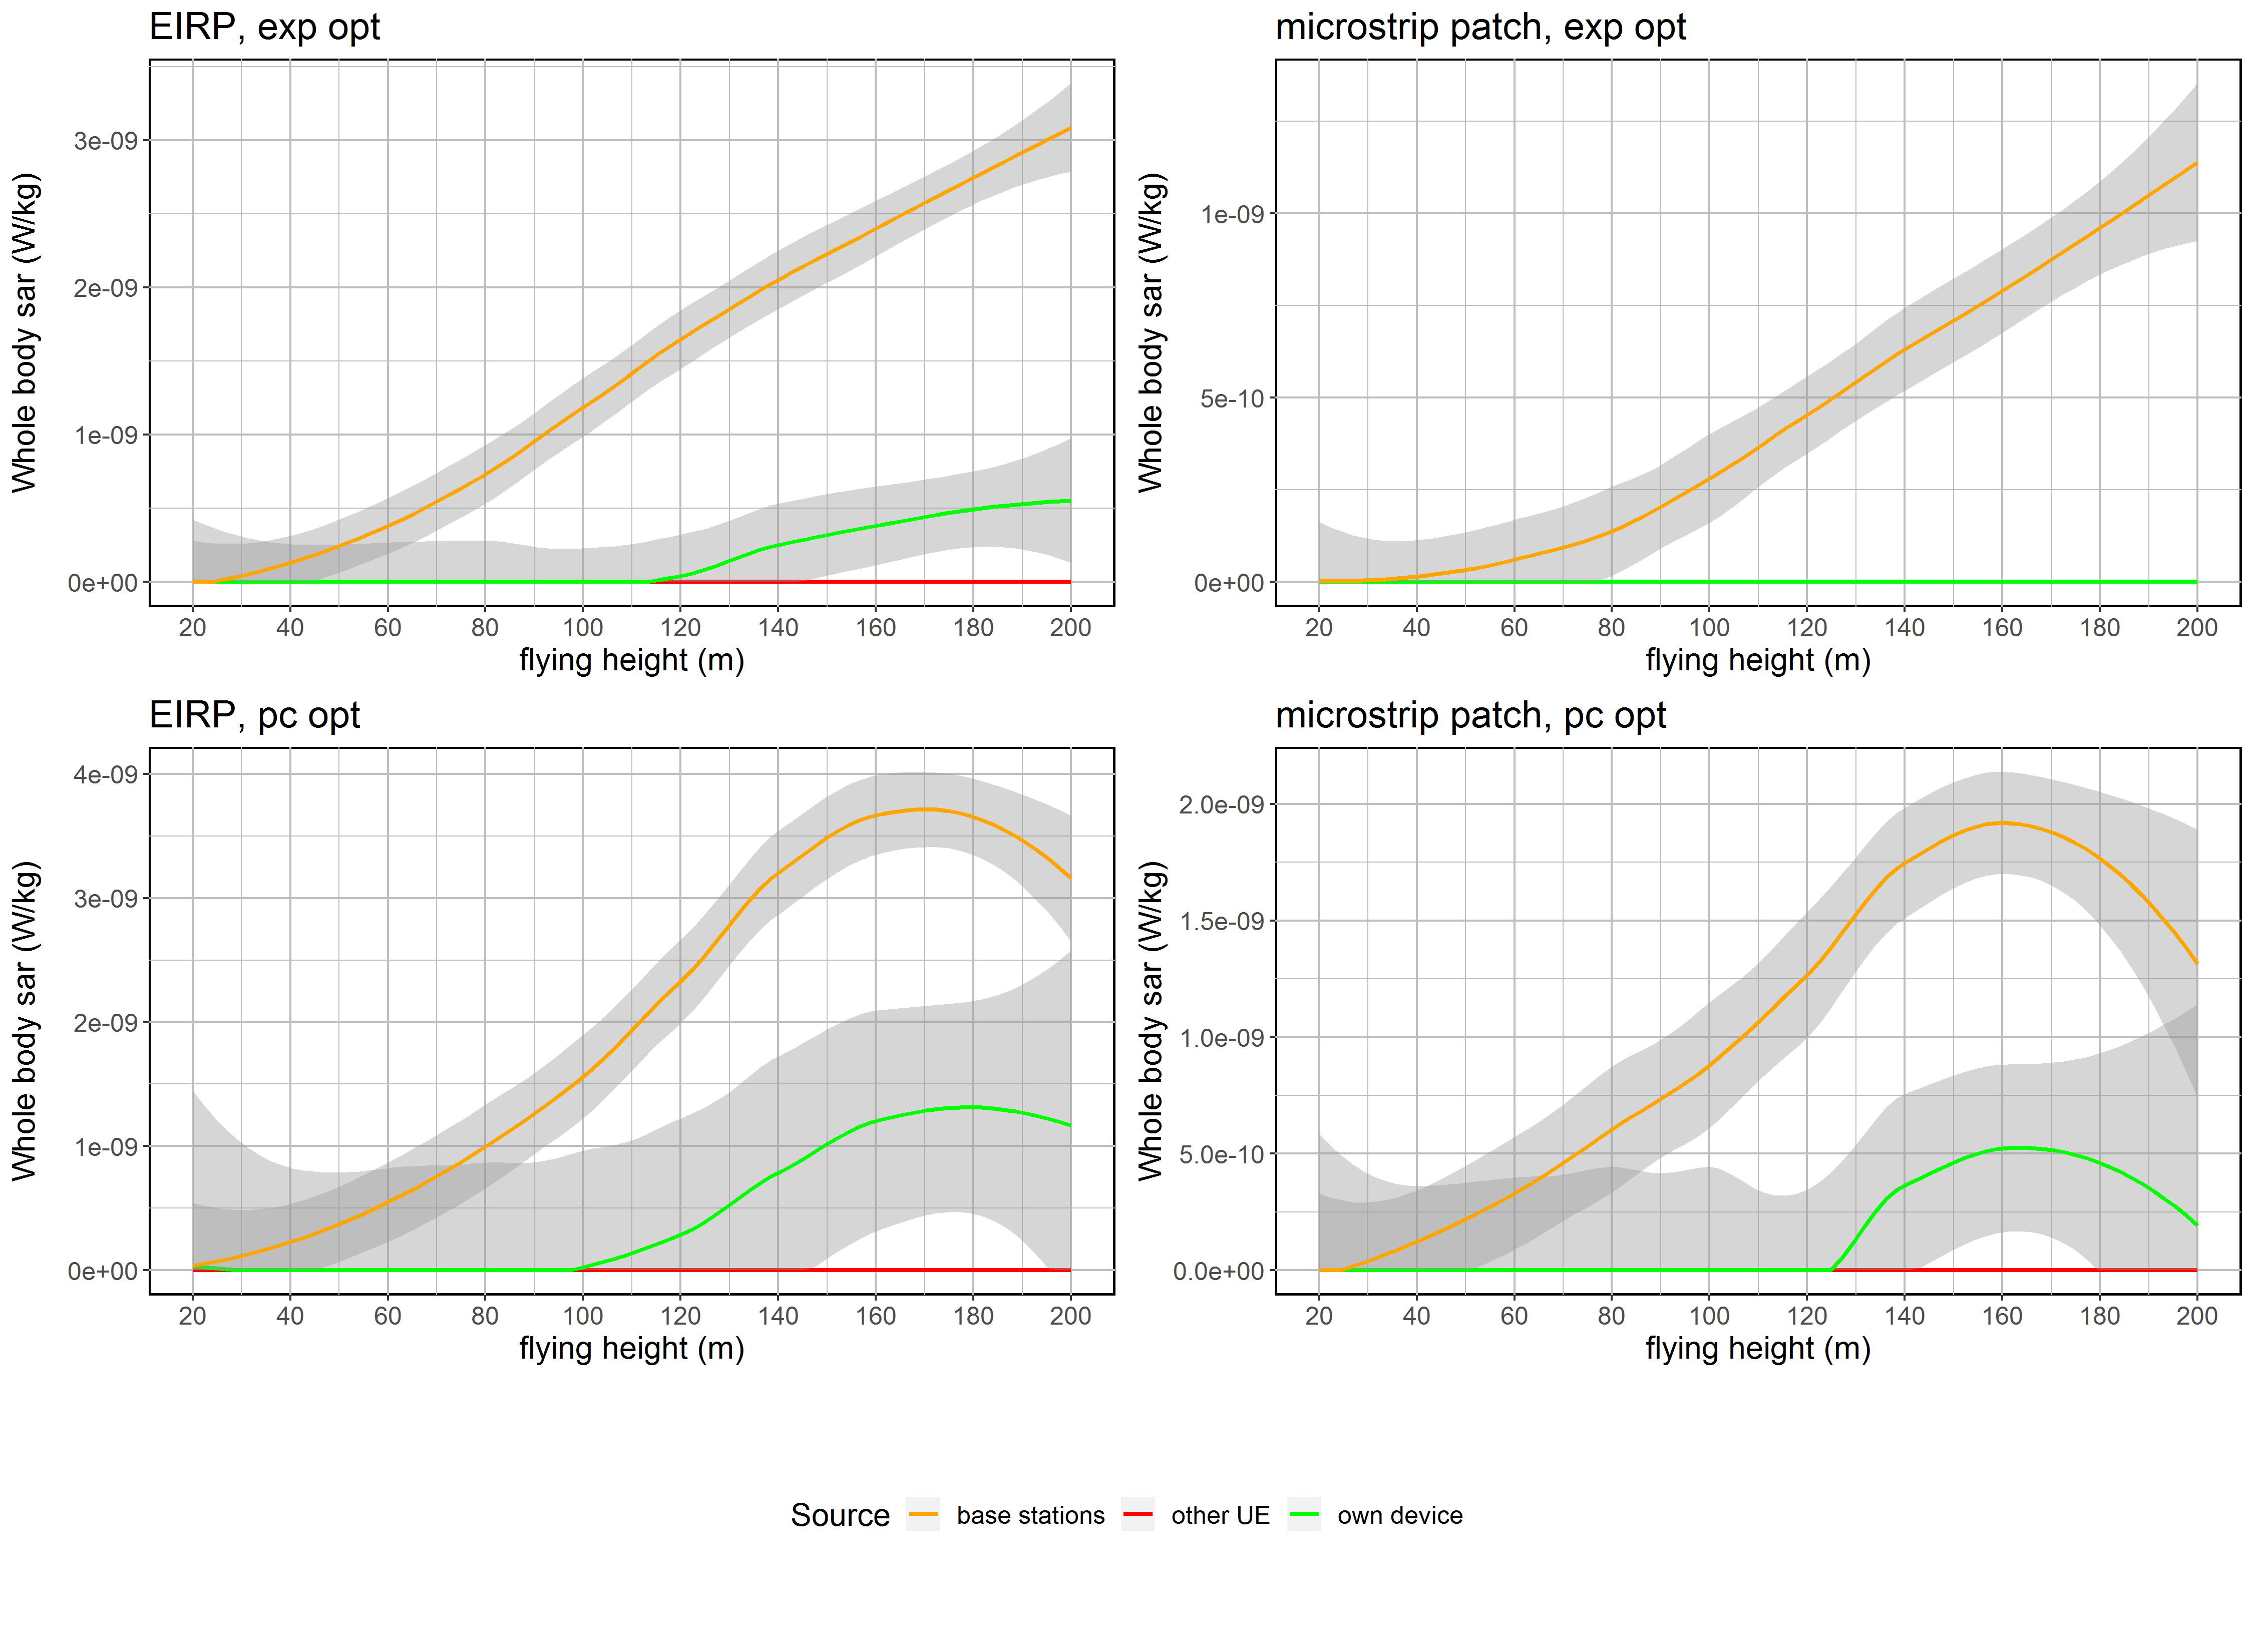 EIRP, exp opt
Whole body sar (W/kg)
3e-09
2e-09
1e-09
0e+00
20 40 60 80 100 120 140 160 180 200
flying height (m)
microstrip patch, exp opt
Whole body sar (W/kg)
1e-09
5e-10
0e+00
20 40 60 80 100 120 140 160 180 200
flying height (m)
EIRP, pc opt
Whole body sar (W/kg)
4e-09
3e-09
2e-09
1e-09
0e+00
20 40 60 80 100 120 140 160 180 200
flying height (m)
microstrip patch, pc opt
Whole body sar (W/kg)
2.0e-09
1.5e-09
1.0e-09
5.0e-10
0.0e+00
20 40 60 80 100 120 140 160 180 200
flying height (m)
Source base stations other UE own device